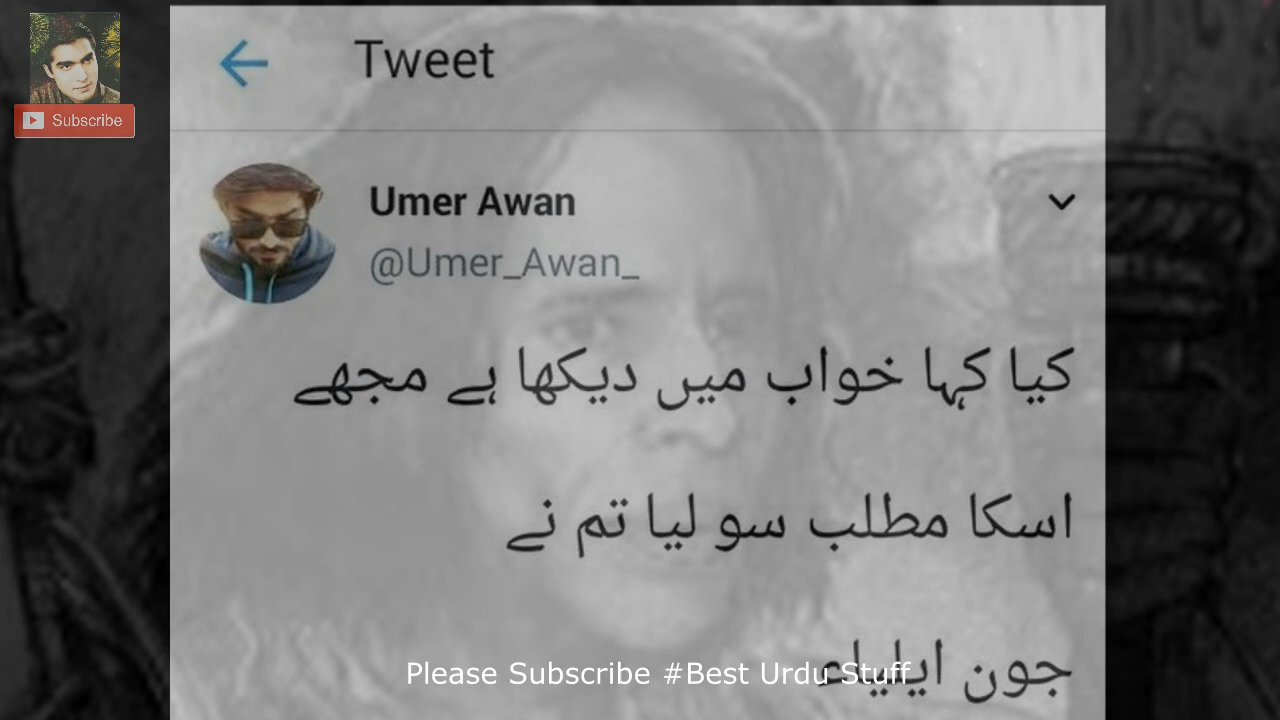 Tweet
Subscribe
Umer Awan
@Umer_Awan_
کیا کہا خواب میں دیکھا ہے مجھے
اسکا مطلب سو لیا تم نے
جون ایلیاء
Please Subscribe #Best Urdu Stuff